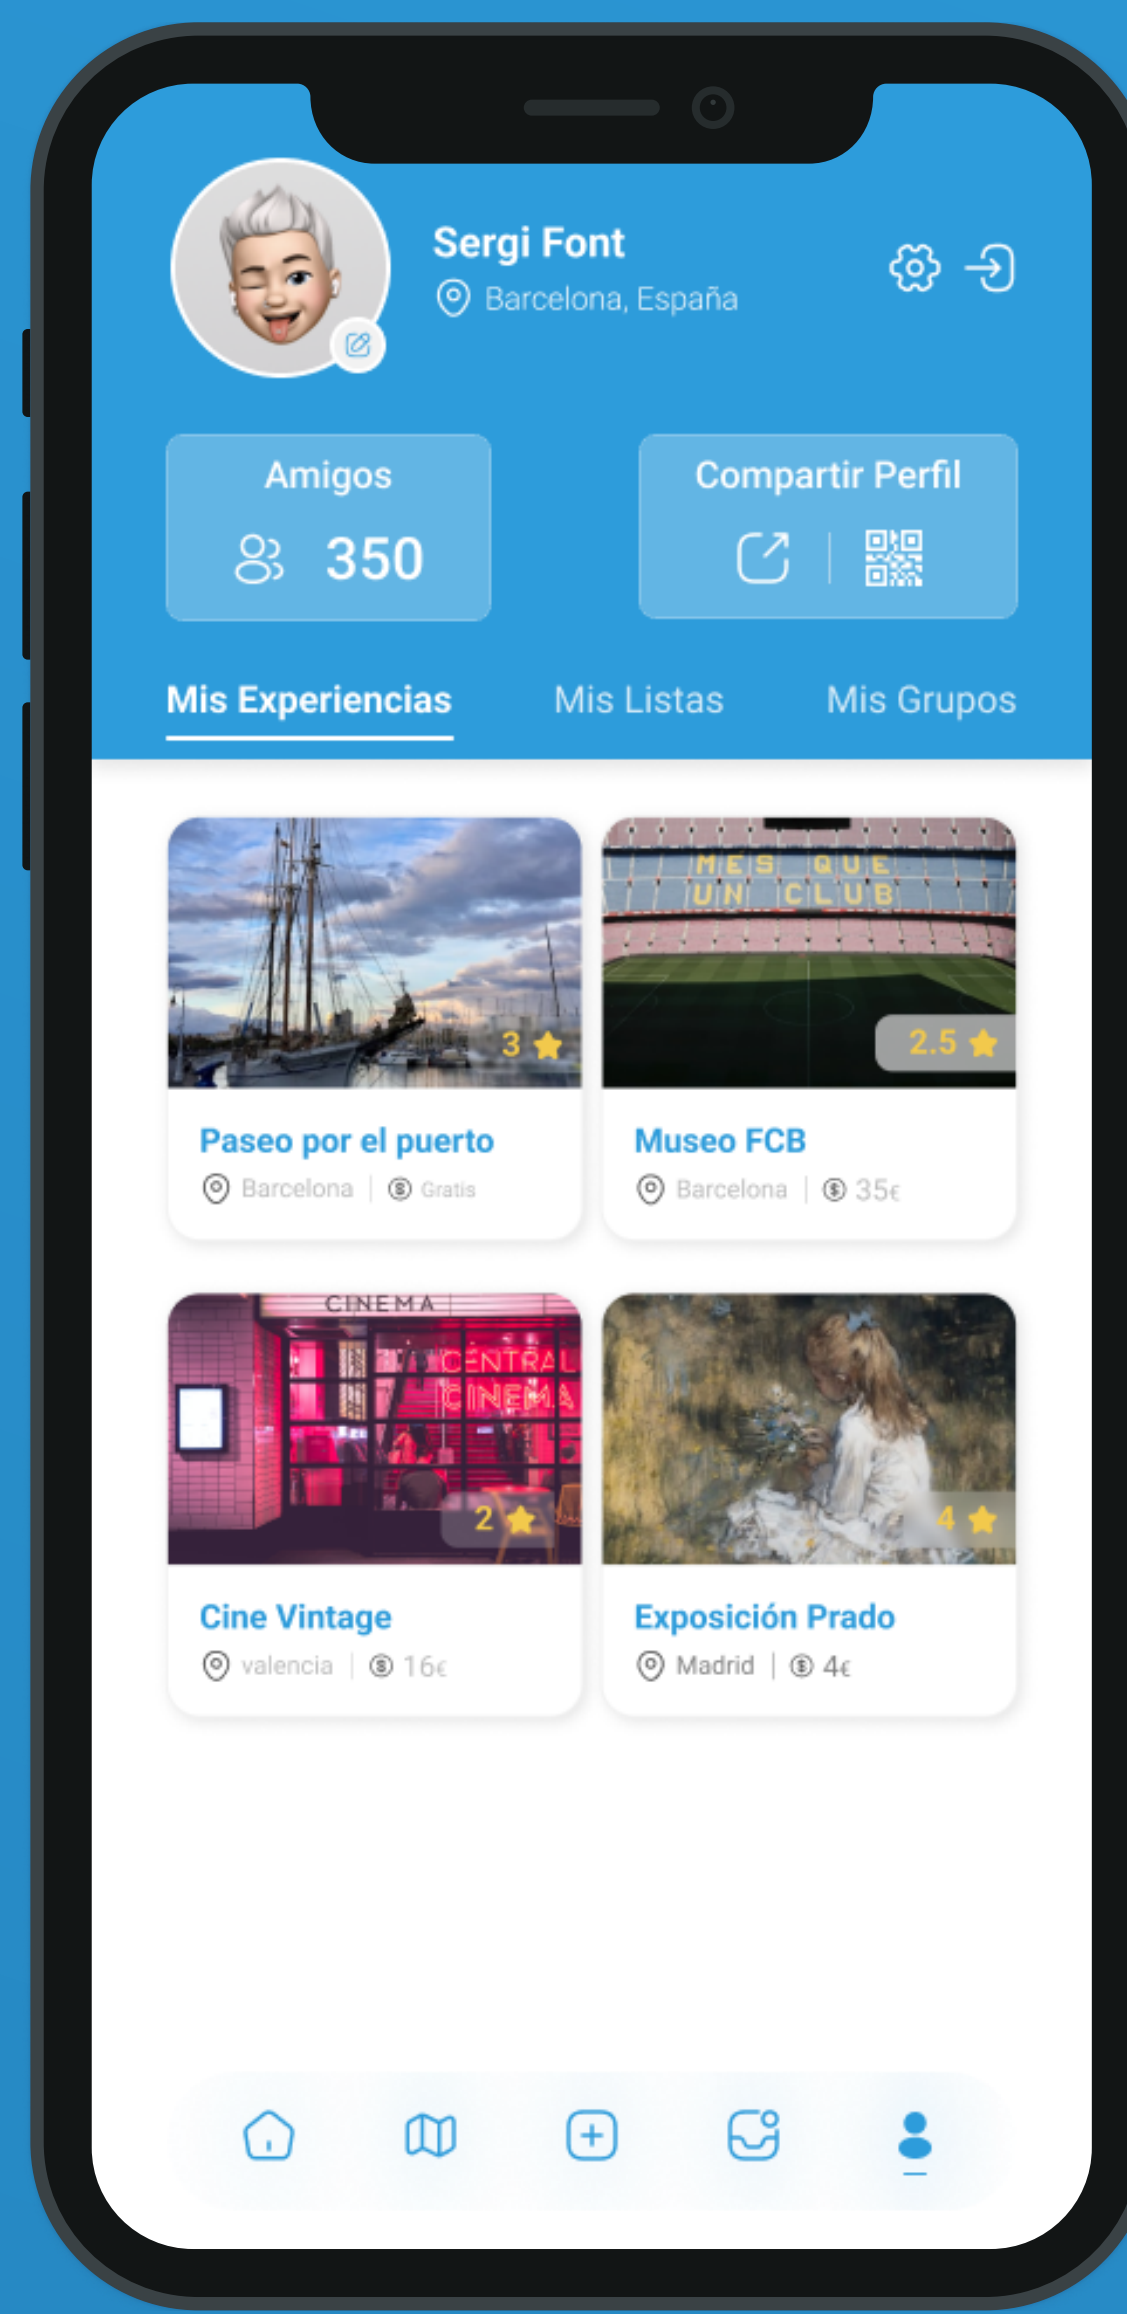 Sergi Font
Barcelona, España
Amigos
350
Compartir Perfil
Mis Experiencias
Mis Listas
Mis Grupos
MÉS QUE
UN CLUB
3
2.5
Paseo por el puerto
Barcelona | Gratis
Museo FCB
Barcelona | 35€
CINEMA
CENTRAL
CINEMA
2
4
Cine Vintage
valencia | 16€
Exposición Prado
Madrid | 4€